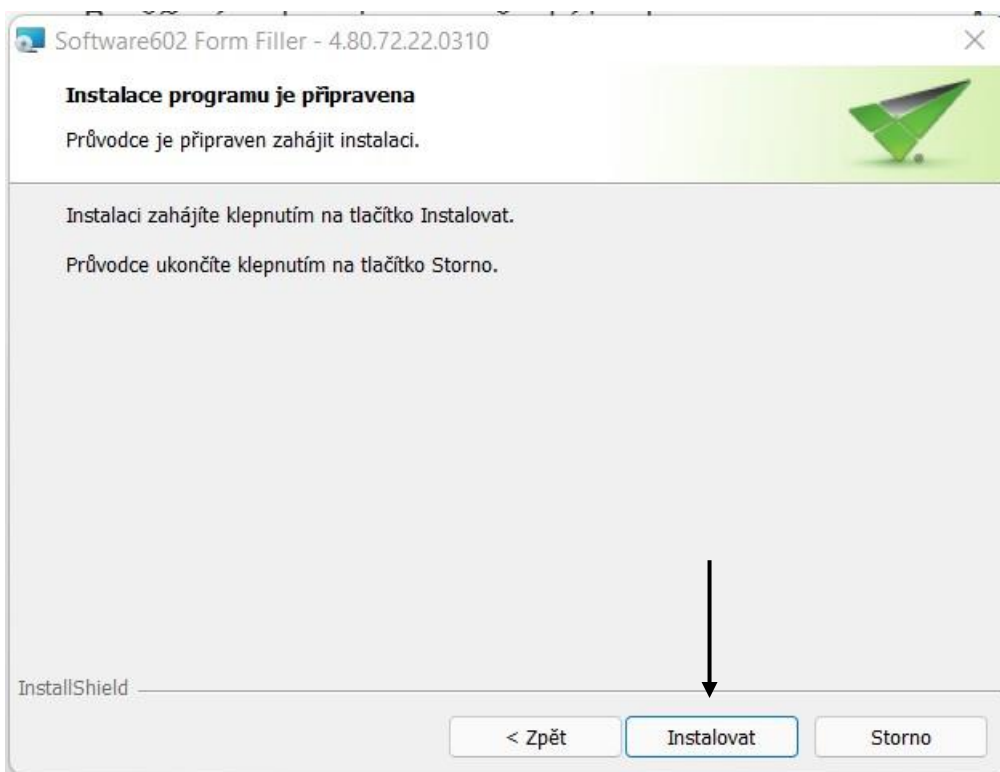 Software602 Form Filler - 4.80.72.22.0310
Instalace programu je připravena
Průvodce je připraven zahájit instalaci.
Instalaci zahájíte klepnutím na tlačítko Instalovat.
Průvodce ukončíte klepnutím na tlačítko Storno.
InstallShield
< Zpět
Instalovat
Storno